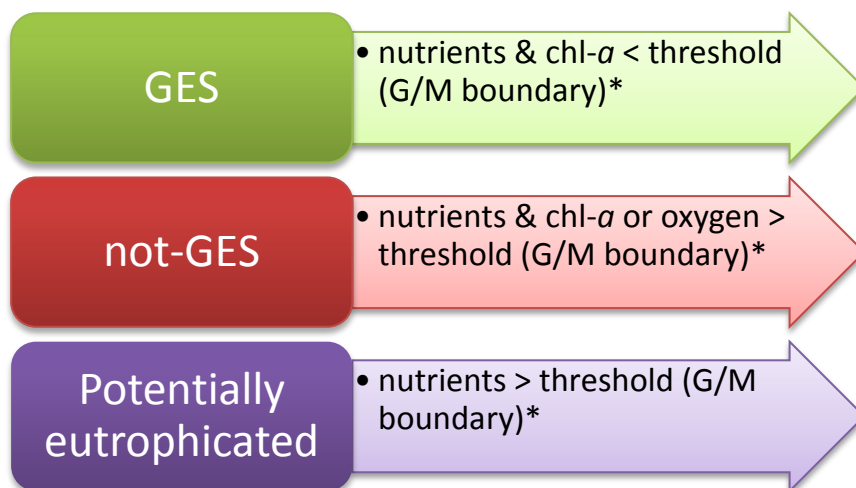 GES
• nutrients & chl-a < threshold
(G/M boundary)*
not-GES
• nutrients & chl-a or oxygen >
threshold (G/M boundary)*
Potentially
eutrophicated
• nutrients > threshold (G/M
boundary)*